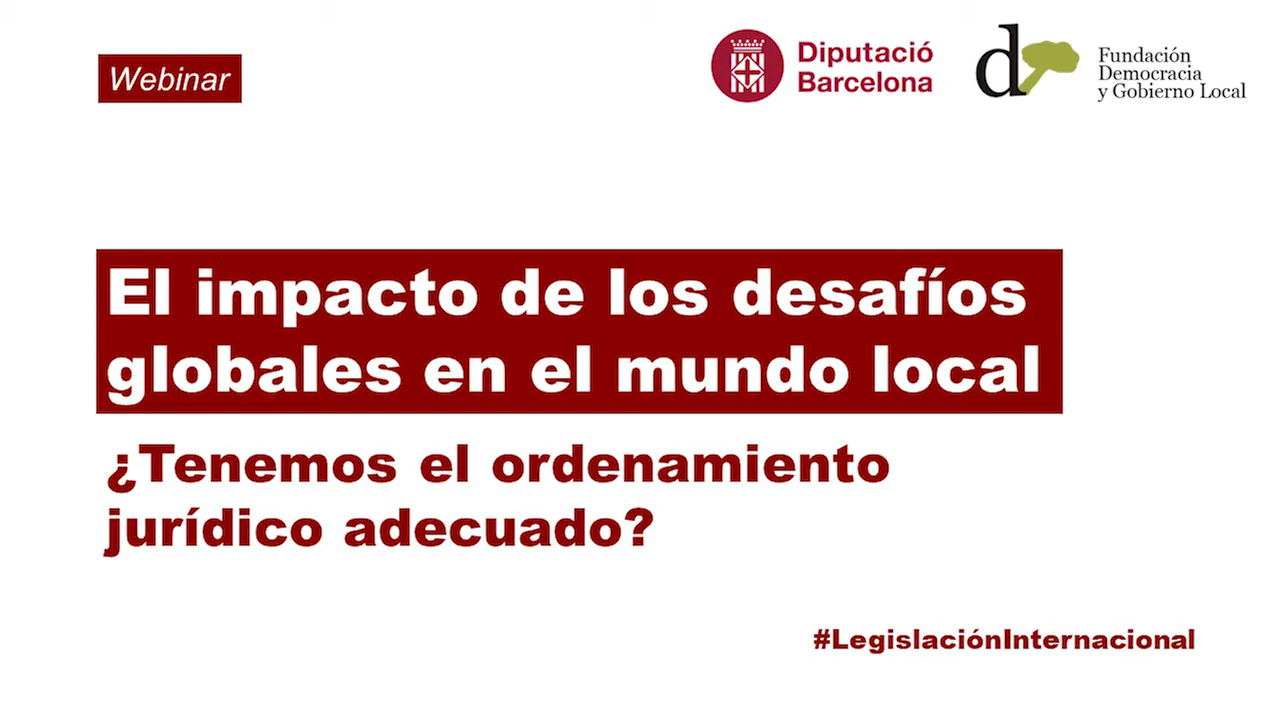 Webinar
Diputació
Barcelona
Fundación
Democracia
y Gobierno Local
El impacto de los desafíos
globales en el mundo local
¿Tenemos el ordenamiento
jurídico adecuado?
#LegislaciónInternacional